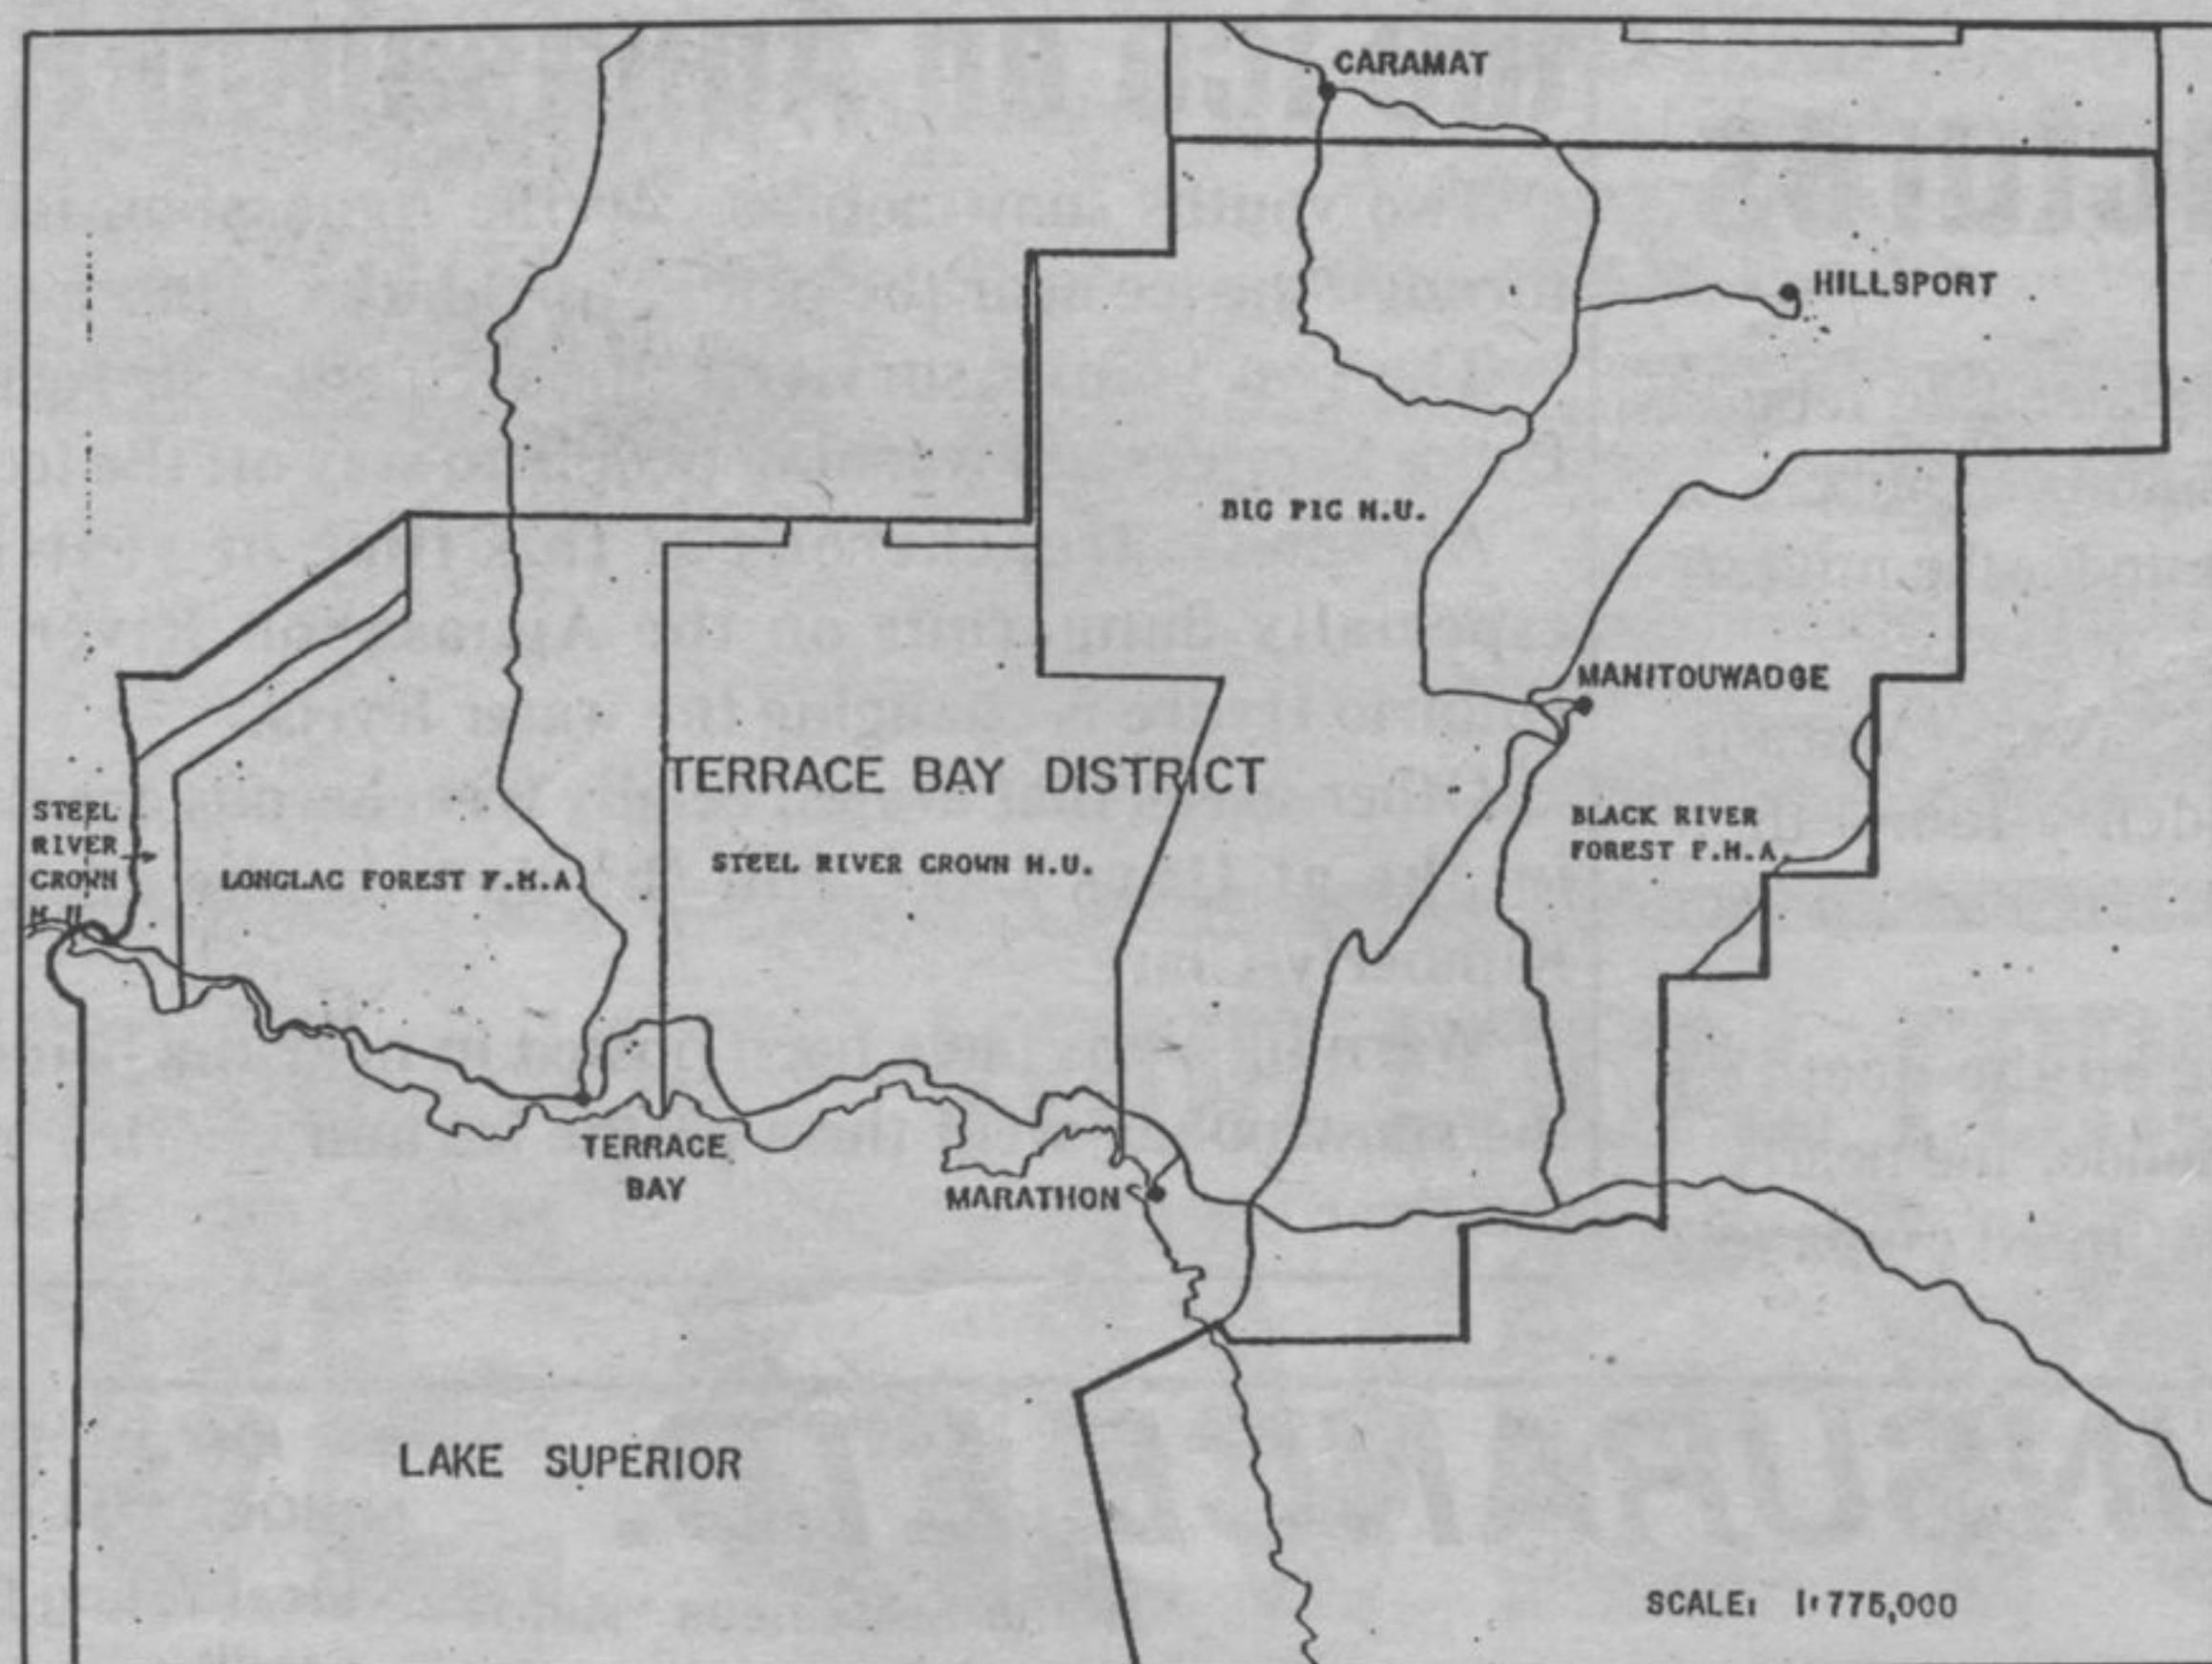 CARAMAT
HILLSPORT
BIG PIC M.U.
MANITOUWADGE
TERRACE BAY DISTRICT
STEEL
RIVER
CROWN
M.U.
LONGLAC FOREST F.M.A.
STEEL RIVER CROWN M.U.
BLACK RIVER
FOREST F.M.A.
TERRACE
BAY
MARATHON
LAKE SUPERIOR
SCALE: 1:775,000